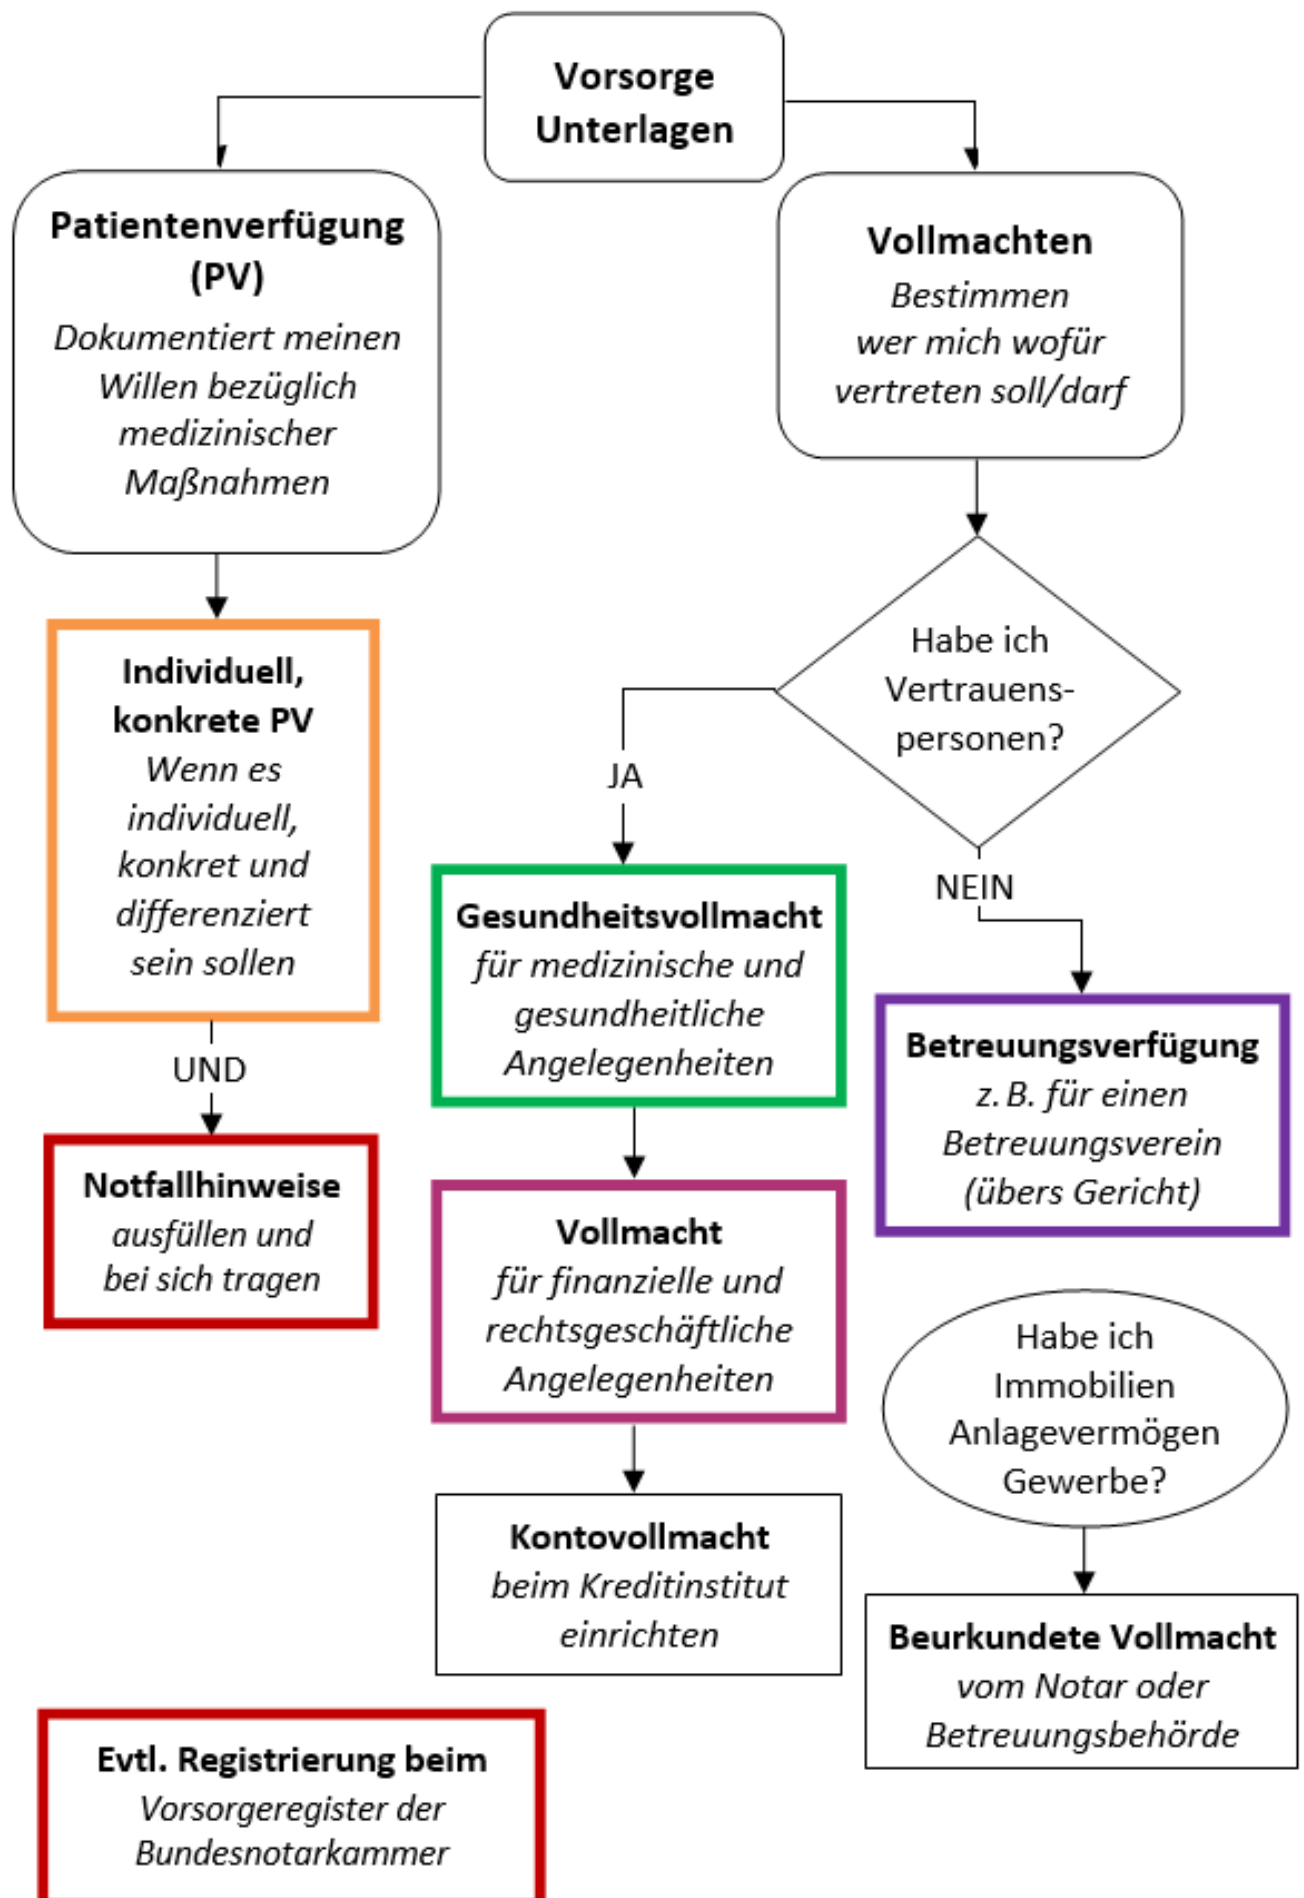 Vorsorge
Unterlagen
Patientenverfügung
(PV)
Dokumentiert meinen
Willen bezüglich
medizinischer
Maßnahmen
Vollmachten
Bestimmen
wer mich wofür
vertreten soll/darf
Individuell,
konkrete PV
Wenn es
individuell,
konkret und
differenziert
sein sollen
UND
Notfallhinweise
ausfüllen und
bei sich tragen
Habe ich
Vertrauens-
personen?
JA
NEIN
Gesundheitsvollmacht
für medizinische und
gesundheitliche
Angelegenheiten
Vollmacht
für finanzielle und
rechtsgeschäftliche
Angelegenheiten
Kontovollmacht
beim Kreditinstitut
einrichten
Betreuungsverfügung
z. B. für einen
Betreuungsverein
(übers Gericht)
Habe ich
Immobilien
Anlagevermögen
Gewerbe?
Beurkundete Vollmacht
vom Notar oder
Betreuungsbehörde
Evtl. Registrierung beim
Vorsorgeregister der
Bundesnotarkammer